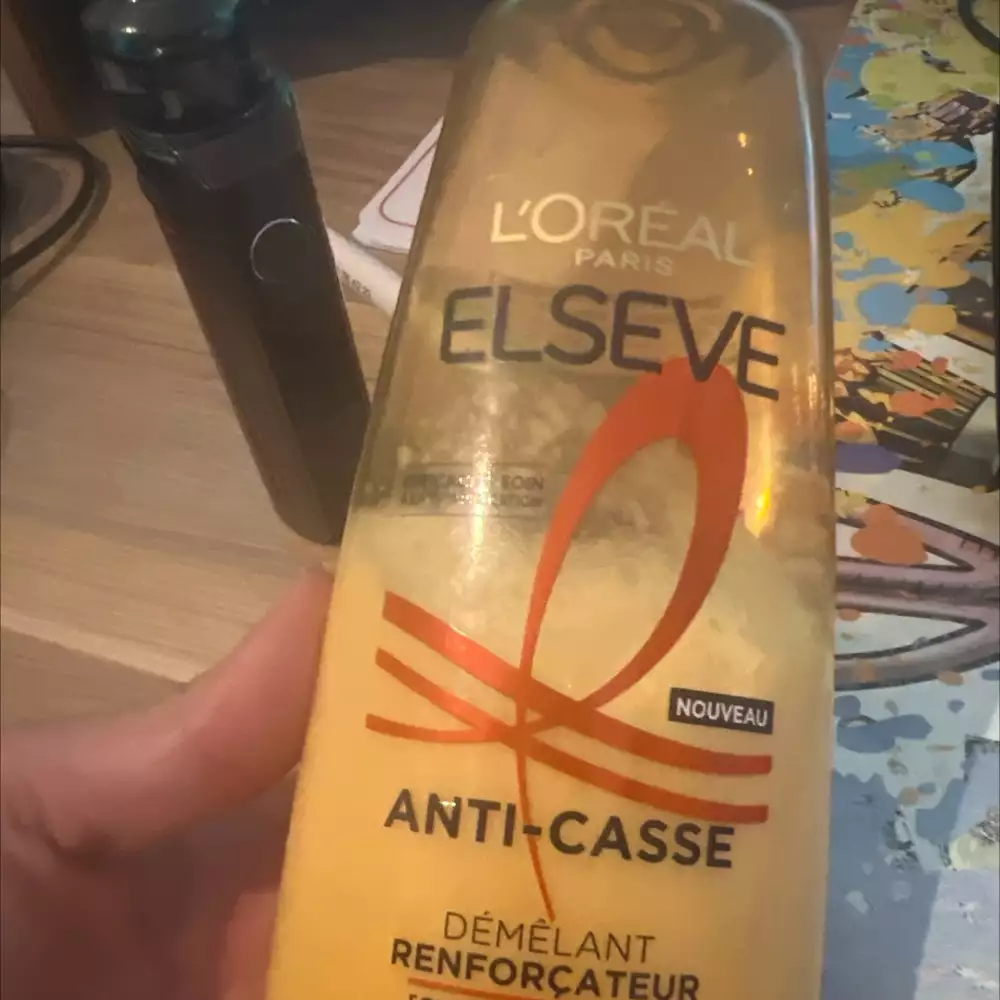 L'ORÉAL
PARIS
ELSEVE
NOUVEAU
ANTI-CASSE
DÉMÊLANT
RENFORÇATEUR